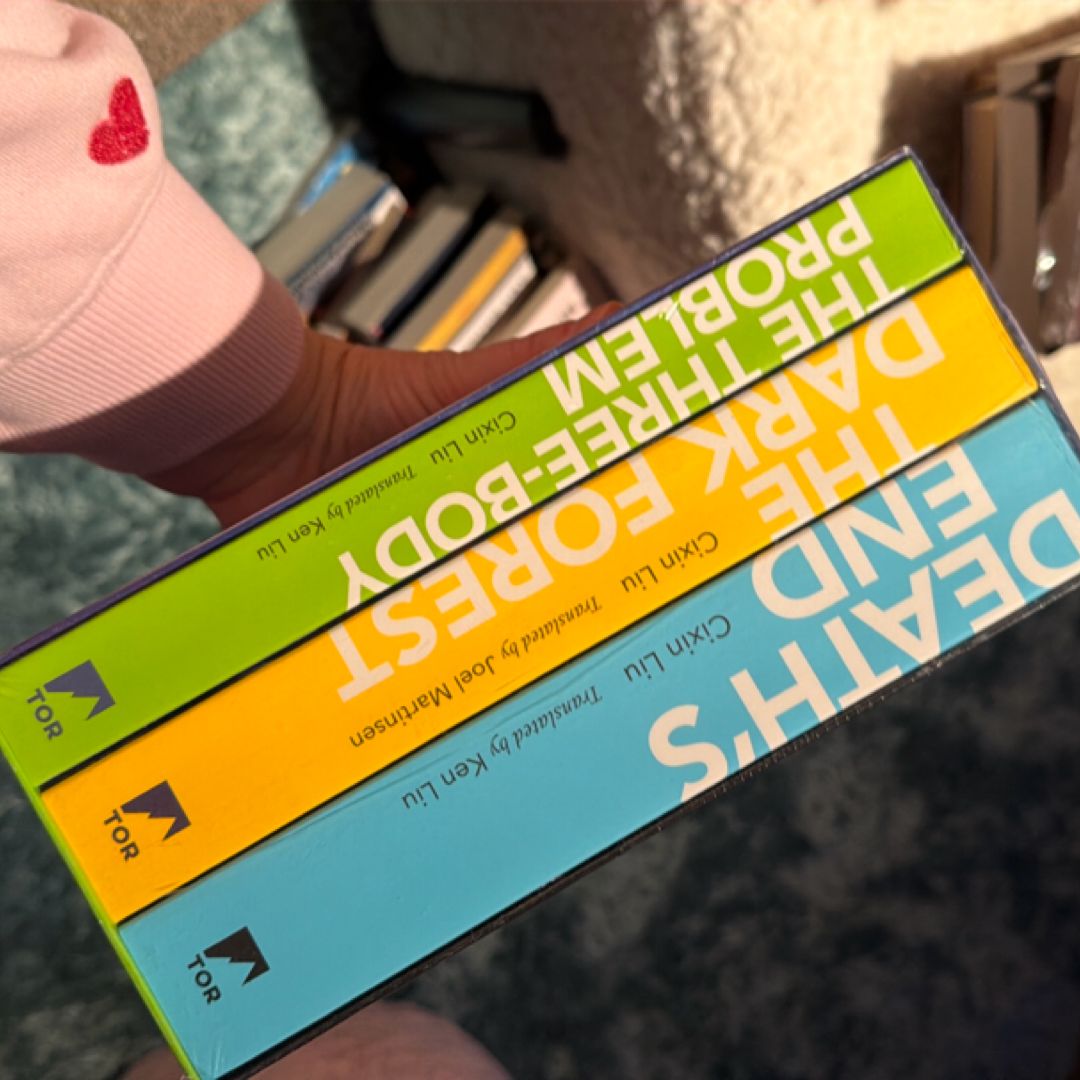 THE THREE-BODY
PROBLEM
Cixin Liu
Translated by Ken Liu
TOR
THE
DARK FOREST
Cixin Liu
Translated by Joel Martinsen
TOR
DEATH'S
END
Cixin Liu
Translated by Ken Liu
TOR